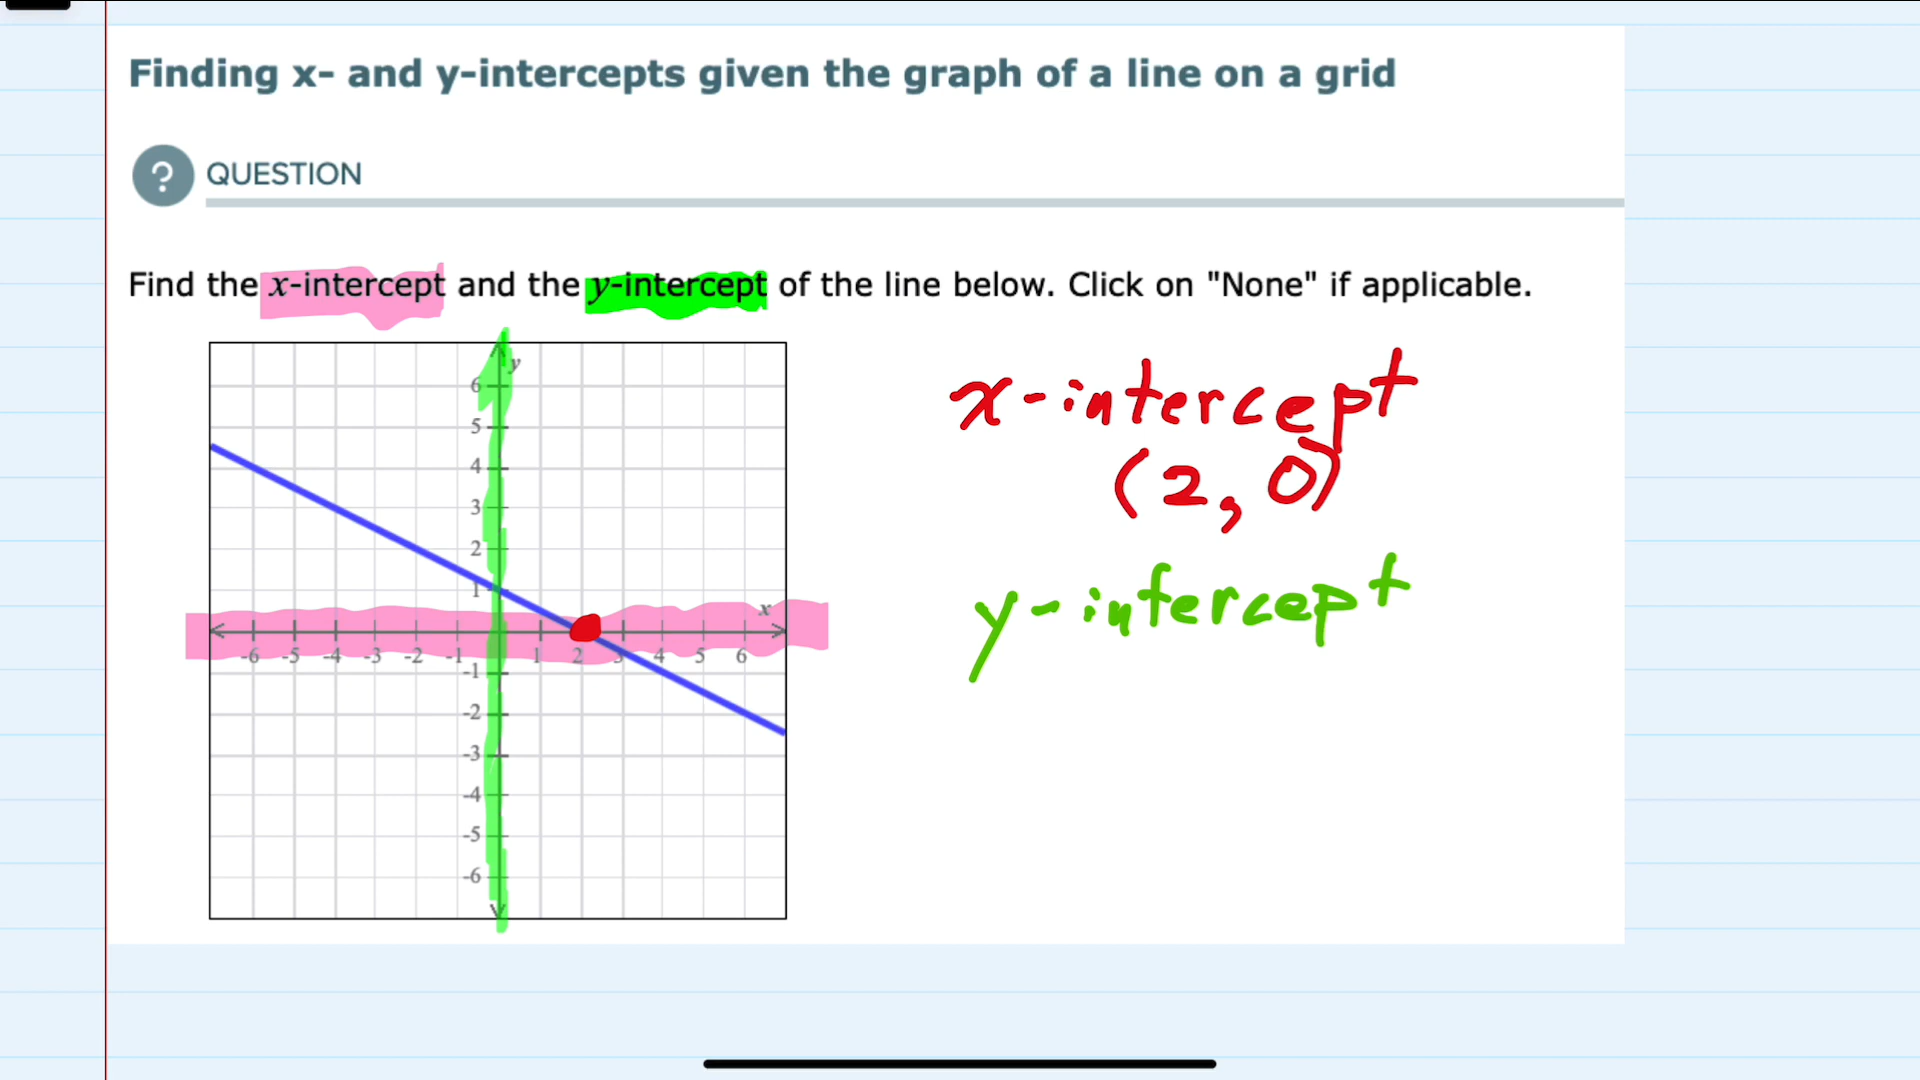 Finding x- and y-intercepts given the graph of a line on a grid
?
QUESTION
Find the x-intercept and the y-intercept of the line below. Click on "None" if applicable.
y
6
5
4
3
2
1
x
-6 -5 -4 -3 -2 -1 1 2 3 4 5 6
-1
-2
-3
-4
-5
-6
x-intercept
(2, 0)
y-intercept